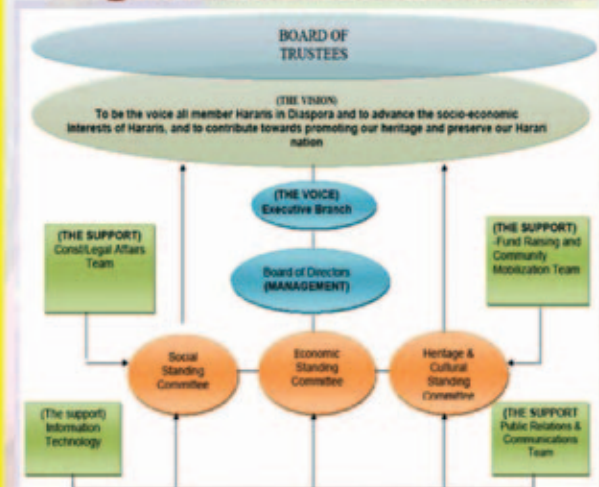 BOARD OF
TRUSTEES
(THE VISION)
To be the voice all member Hararis in Diaspora and to advance the socio-economic
interests of Hararis, and to contribute towards promoting our heritage and preserve our Harari
nation
(THE VOICE)
Executive Branch
(THE SUPPORT)
Const/Legal Affairs
Team
(THE SUPPORT)
-Fund Raising and
Community
Mobilization Team
Board of Directors
(MANAGEMENT)
Social
Standing
Committee
Economic
Standing
Committee
Heritage &
Cultural
Standing
Committee
(The support)
Information
Technology
(THE SUPPORT
Public Relations &
Communications
Team